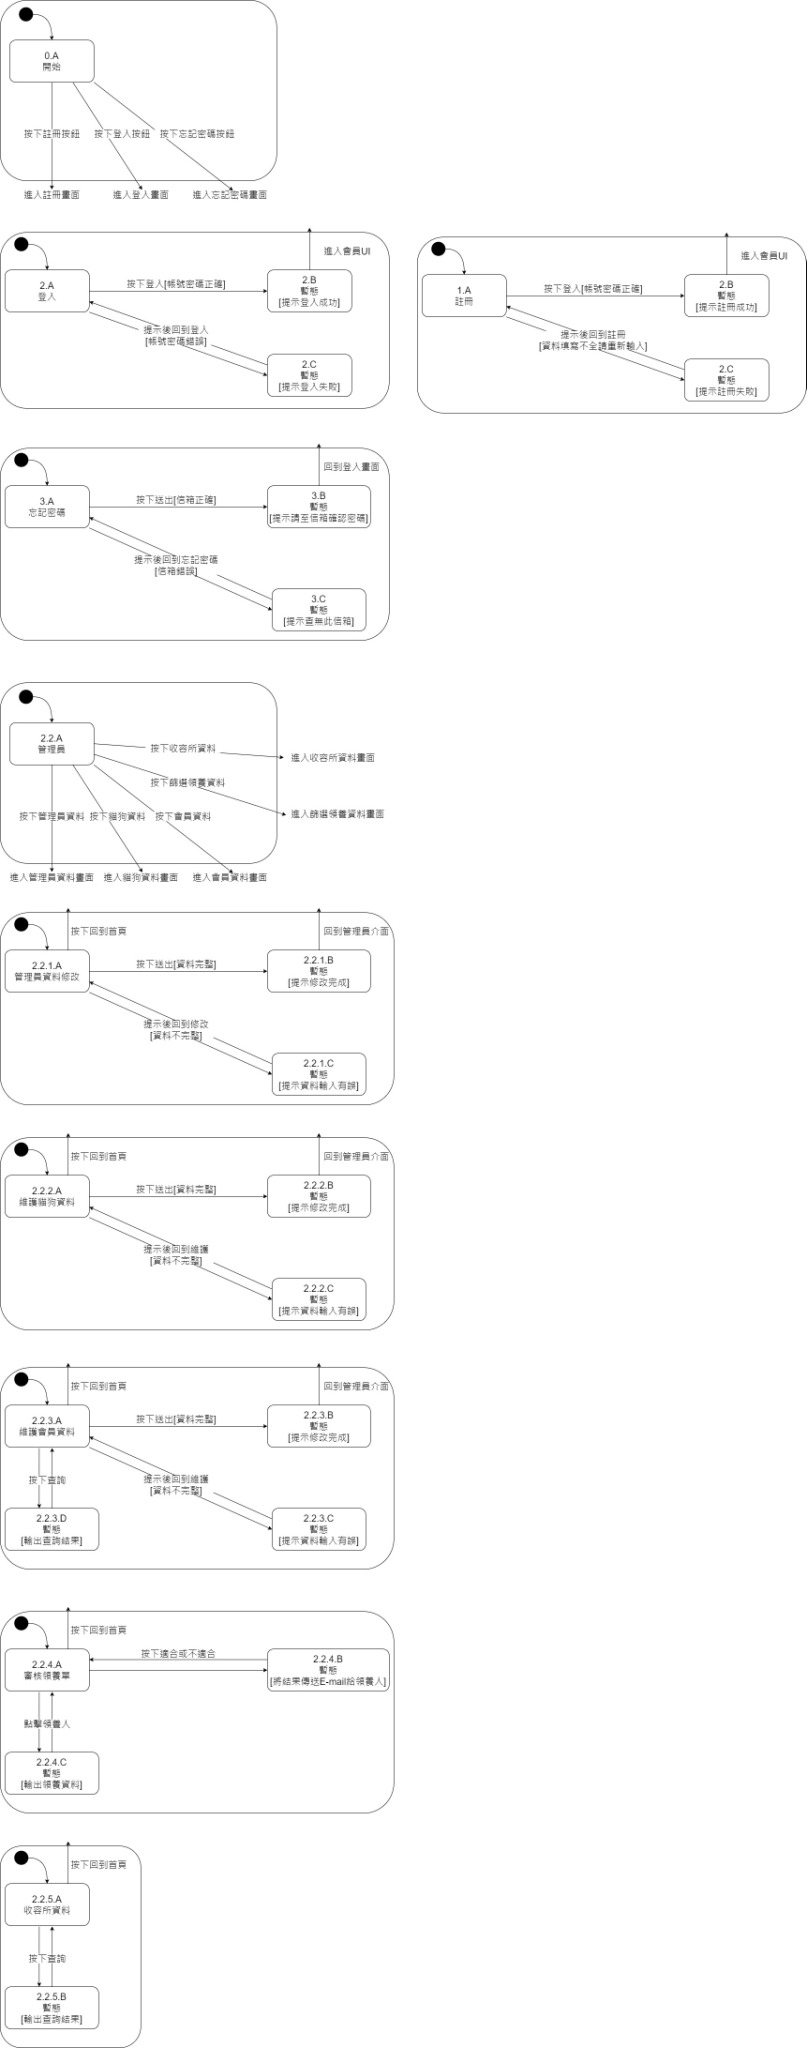 0.A
開始
按下註冊按鈕
按下登入按鈕
按下忘記密碼按鈕
進入註冊畫面
進入登入畫面
進入忘記密碼畫面
進入會員UI
2.A
登入
按下登入[帳號密碼正確]
2.B
暫態
[提示登入成功]
提示後回到登入
[帳號密碼錯誤]
2.C
暫態
[提示登入失敗]
進入會員UI
1.A
註冊
按下登入[帳號密碼正確]
2.B
暫態
[提示註冊成功]
提示後回到註冊
[資料填寫不全請重新輸入]
2.C
暫態
[提示註冊失敗]
回到登入畫面
3.A
忘記密碼
按下送出[信箱正確]
3.B
暫態
[提示請至信箱確認密碼]
提示後回到忘記密碼
[信箱錯誤]
3.C
暫態
[提示查無此信箱]
2.2.A
管理員
按下收容所資料
進入收容所資料畫面
按下篩選領養資料
進入篩選領養資料畫面
按下管理員資料
按下貓狗資料
按下會員資料
進入管理員資料畫面
進入貓狗資料畫面
進入會員資料畫面
按下回到首頁
回到管理員介面
2.2.1.A
管理員資料修改
按下送出[資料完整]
2.2.1.B
暫態
[提示修改完成]
提示後回到修改
[資料不完整]
2.2.1.C
暫態
[提示資料輸入有誤]
按下回到首頁
回到管理員介面
2.2.2.A
維護貓狗資料
按下送出[資料完整]
2.2.2.B
暫態
[提示修改完成]
提示後回到維護
[資料不完整]
2.2.2.C
暫態
[提示資料輸入有誤]
按下回到首頁
回到管理員介面
2.2.3.A
維護會員資料
按下送出[資料完整]
2.2.3.B
暫態
[提示修改完成]
按下查詢
提示後回到維護
[資料不完整]
2.2.3.D
暫態
[輸出查詢結果]
2.2.3.C
暫態
[提示資料輸入有誤]
按下回到首頁
2.2.4.A
審核領養單
按下適合或不適合
2.2.4.B
暫態
[將結果傳送E-mail給領養人]
點擊領養人
2.2.4.C
暫態
[輸出領養資料]
按下回到首頁
2.2.5.A
收容所資料
按下查詢
2.2.5.B
暫態
[輸出查詢結果]